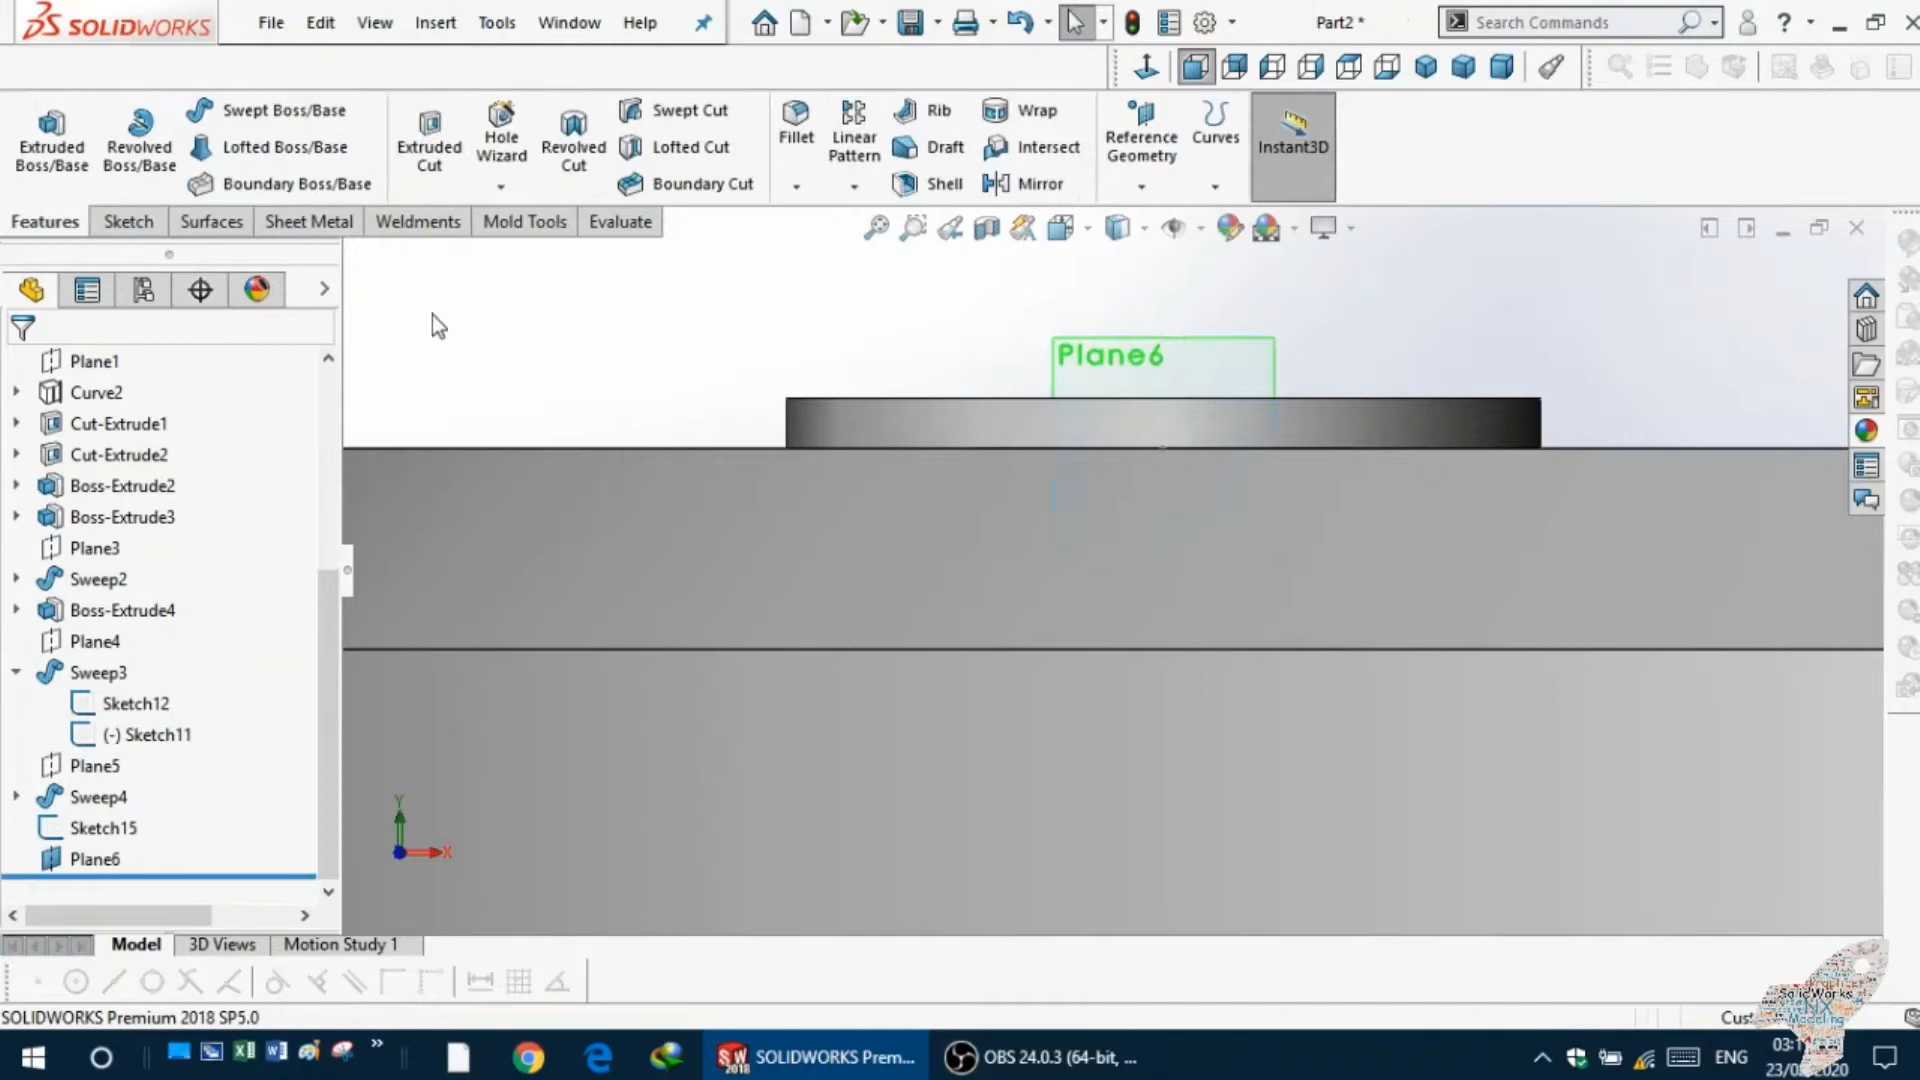 SOLIDWORKS
File Edit View Insert Tools Window Help
Part2 *
Search Commands
Extruded Boss/Base
Revolved Boss/Base
Swept Boss/Base
Lofted Boss/Base
Boundary Boss/Base
Extruded Cut
Hole Wizard
Revolved Cut
Swept Cut
Lofted Cut
Boundary Cut
Fillet
Linear Pattern
Rib
Draft
Shell
Wrap
Intersect
Mirror
Reference Geometry
Curves
Instant3D
Features Sketch Surfaces Sheet Metal Weldments Mold Tools Evaluate
Plane1
Curve2
Cut-Extrude1
Cut-Extrude2
Boss-Extrude2
Boss-Extrude3
Plane3
Sweep2
Boss-Extrude4
Plane4
Sweep3
Sketch12
(-) Sketch11
Plane5
Sweep4
Sketch15
Plane6
Plane6
Y
X
Model 3D Views Motion Study 1
SOLIDWORKS Premium 2018 SP5.0
SolidWorks
NX
Modeling
SW
2018
SOLIDWORKS Prem...
OBS 24.0.3 (64-bit, ...
ENG